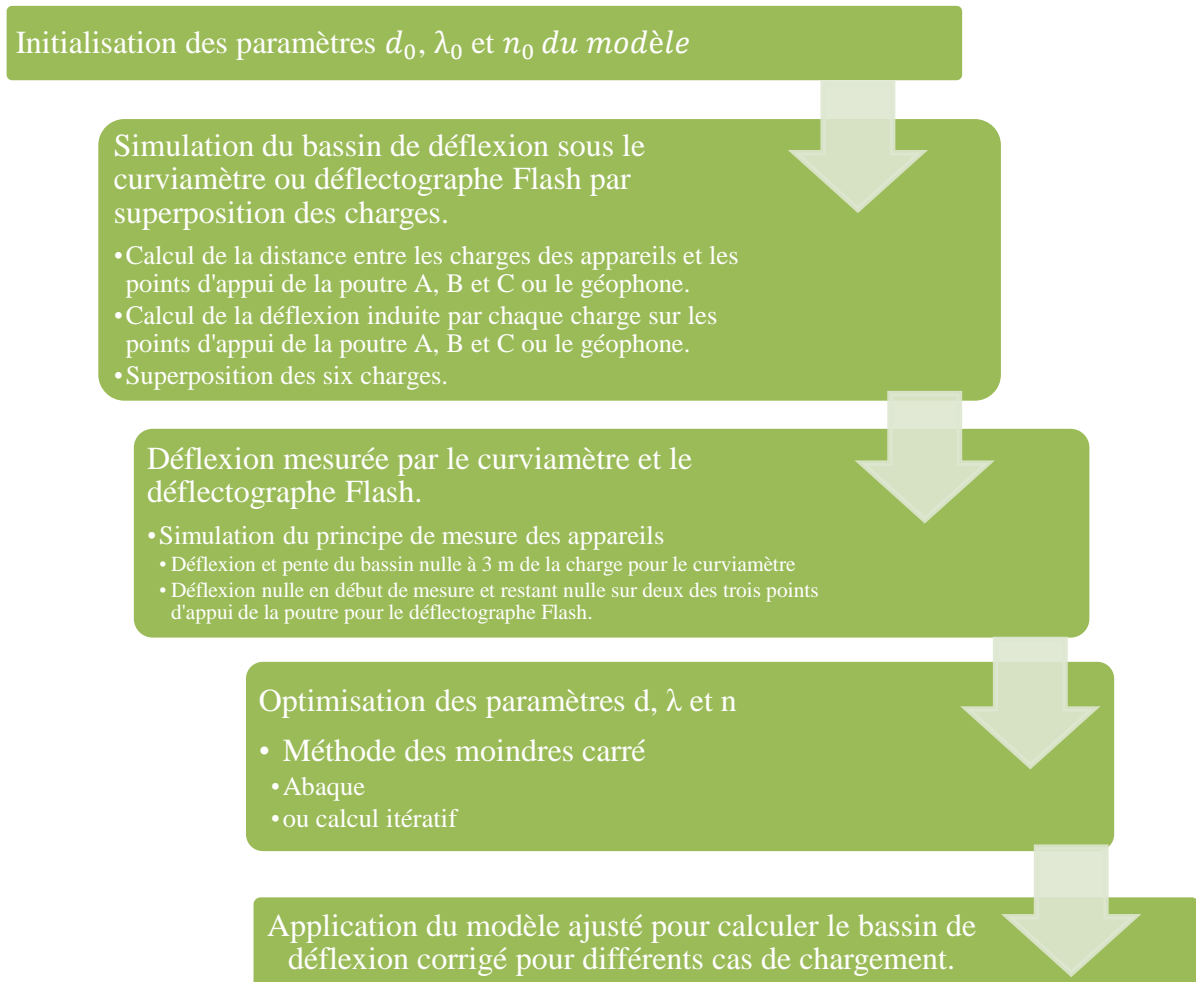 Initialisation des paramètres d₀, λ₀ et n₀ du modèle
Simulation du bassin de déflexion sous le
curviamètre ou déflectographe Flash par
superposition des charges.
•Calcul de la distance entre les charges des appareils et les
points d'appui de la poutre A, B et C ou le géophone.
•Calcul de la déflexion induite par chaque charge sur les
points d'appui de la poutre A, B et C ou le géophone.
•Superposition des six charges.
Déflexion mesurée par le curviamètre et le
déflectographe Flash.
•Simulation du principe de mesure des appareils
• Déflexion et pente du bassin nulle à 3 m de la charge pour le curviamètre
• Déflexion nulle en début de mesure et restant nulle sur deux des trois points
d'appui de la poutre pour le déflectographe Flash.
Optimisation des paramètres d, λ et n
• Méthode des moindres carré
•Abaque
•ou calcul itératif
Application du modèle ajusté pour calculer le bassin de
déflexion corrigé pour différents cas de chargement.